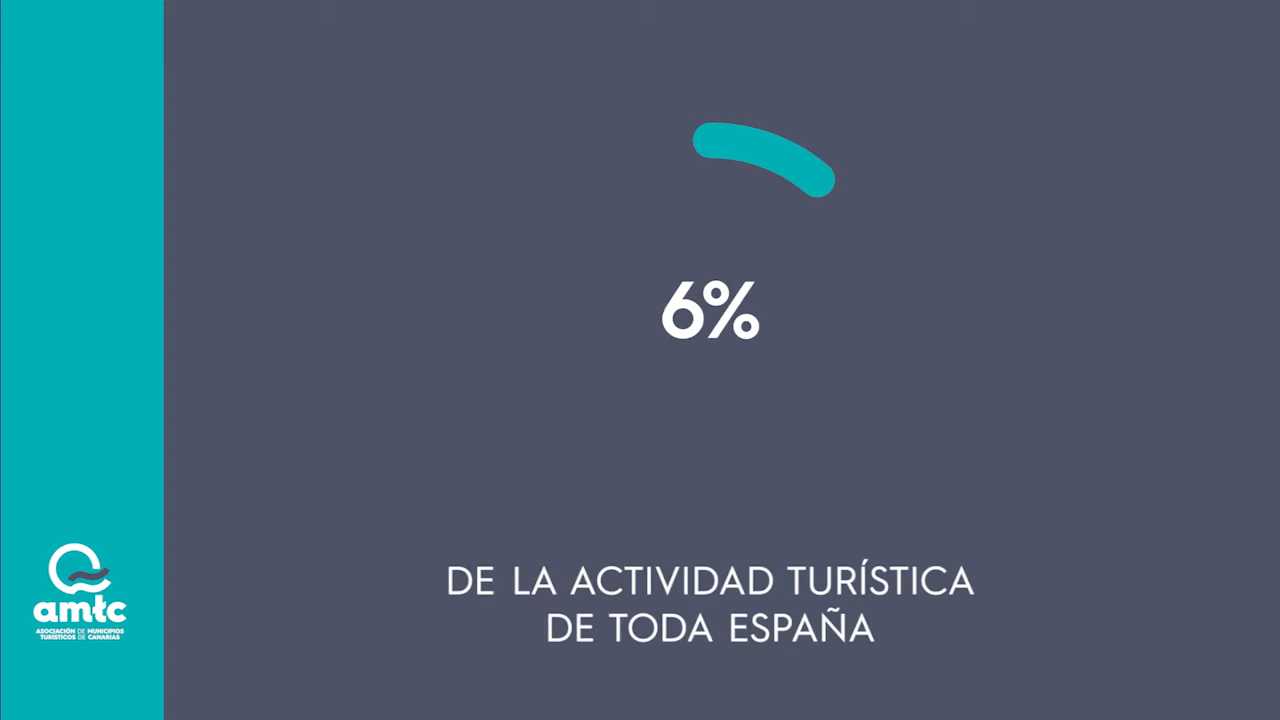 6%
DE LA ACTIVIDAD TURÍSTICA
DE TODA ESPAÑA
amtc
ASOCIACIÓN DE MUNICIPIOS
TURÍSTICOS DE CANARIAS